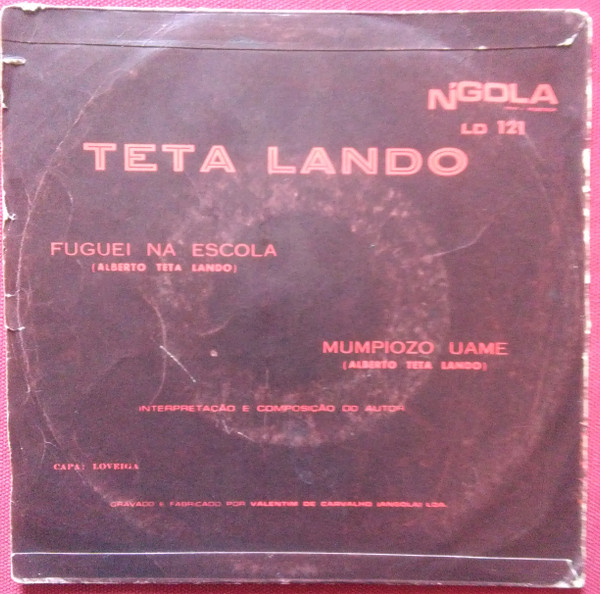 N'GOLA
LD 121
TETA LANDO
FUGUEI NA ESCOLA
(ALBERTO TETA LANDO)
MUMPIOZO UAME
(ALBERTO TETA LANDO)
INTERPRETAÇÃO E COMPOSIÇÃO DO AUTOR
CAPA: LOVEIGA
GRAVADO E FABRICADO POR VALENTIM DE CARVALHO (ANGOLA) LDA.